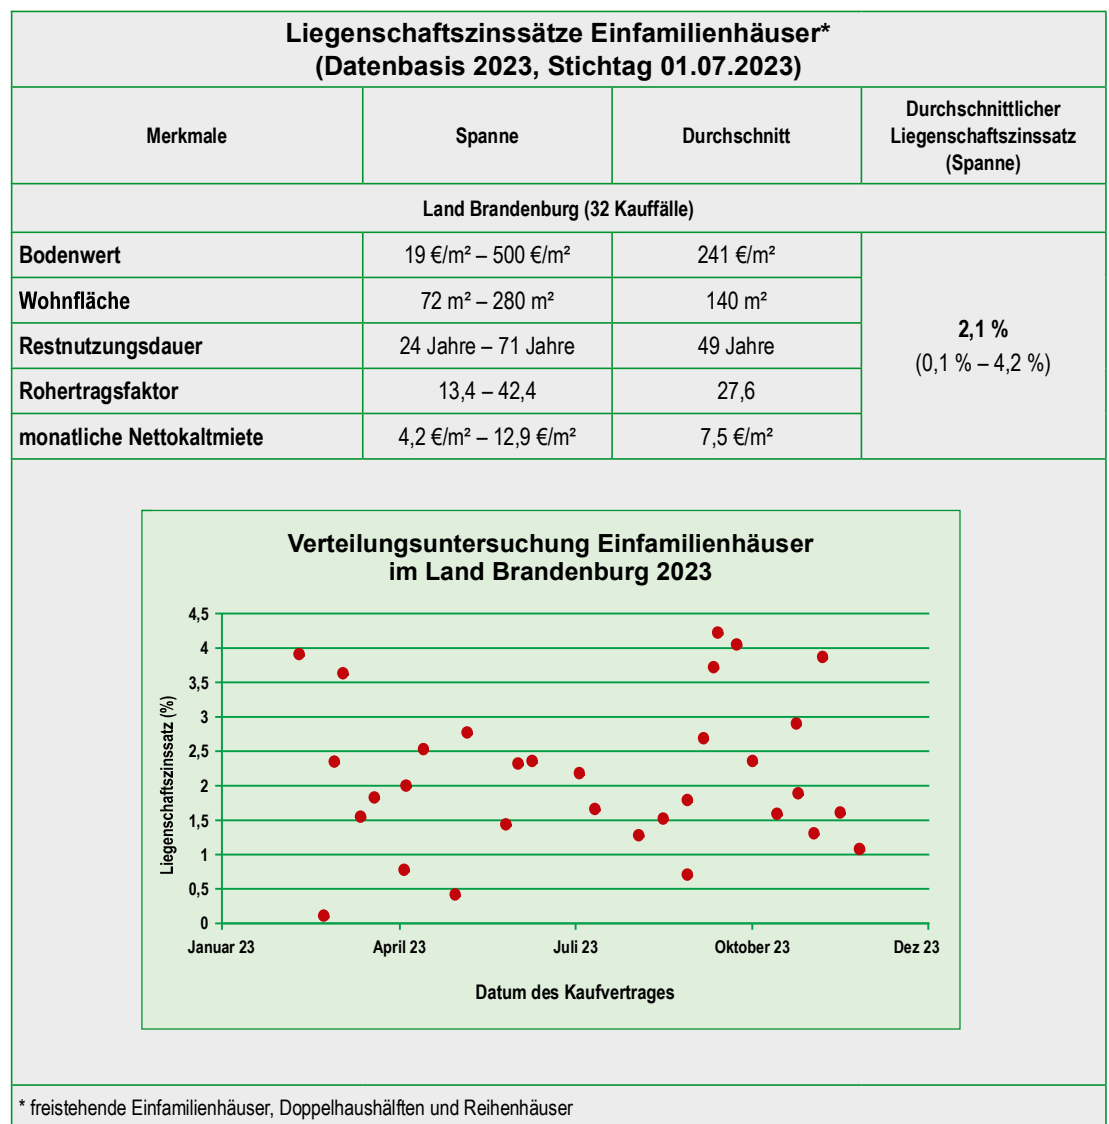 Liegenschaftszinssätze Einfamilienhäuser*
(Datenbasis 2023, Stichtag 01.07.2023)
Merkmale
Spanne
Durchschnitt
Durchschnittlicher
Liegenschaftszinssatz
(Spanne)
Land Brandenburg (32 Kauffälle)
Bodenwert 19 €/m² – 500 €/m² 241 €/m²
Wohnfläche 72 m² – 280 m² 140 m²
Restnutzungsdauer 24 Jahre – 71 Jahre 49 Jahre
Rohertragsfaktor 13,4 – 42,4 27,6
monatliche Nettokaltmiete 4,2 €/m² – 12,9 €/m² 7,5 €/m²
2,1 %
(0,1 % – 4,2 %)
Verteilungsuntersuchung Einfamilienhäuser
im Land Brandenburg 2023
Liegenschaftszinssatz (%)
4,5
4
3,5
3
2,5
2
1,5
1
0,5
0
Januar 23 April 23 Juli 23 Oktober 23 Dez 23
Datum des Kaufvertrages
* freistehende Einfamilienhäuser, Doppelhaushälften und Reihenhäuser